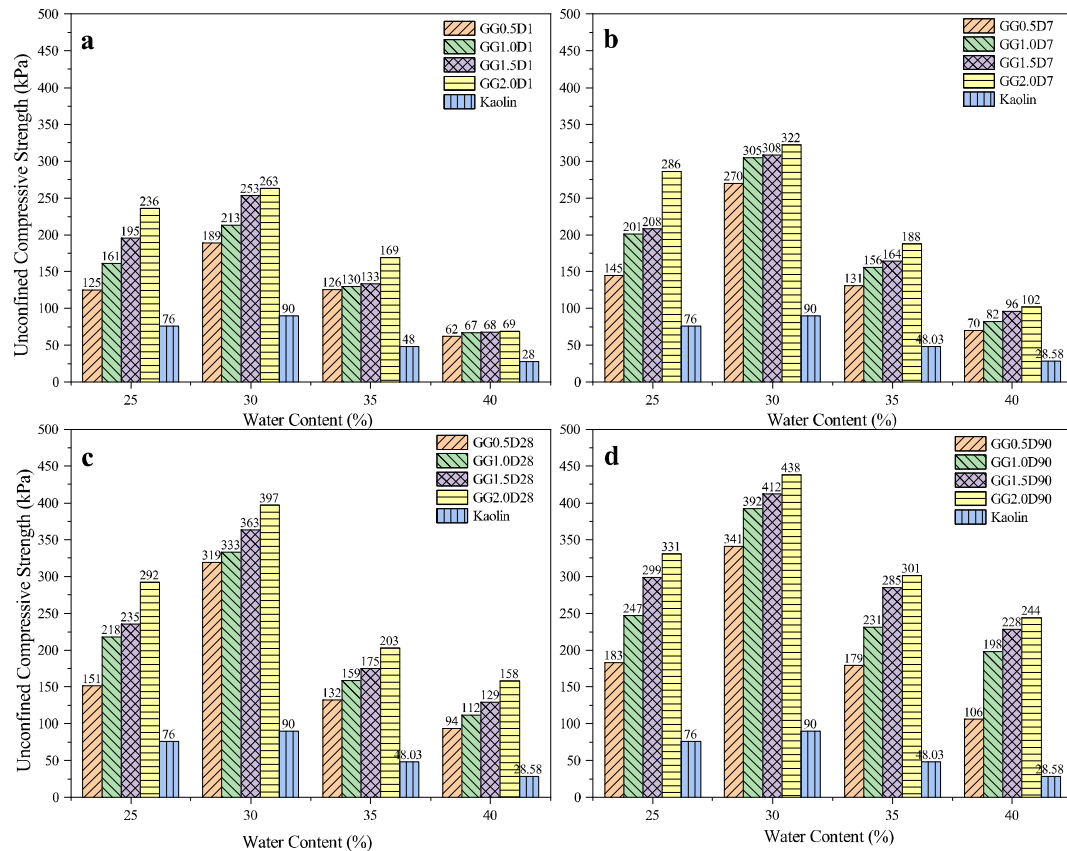 a
GG0.5D1
GG1.0D1
GG1.5D1
GG2.0D1
Kaolin
Unconfined Compressive Strength (kPa)
500
450
400
350
300
250
200
150
100
50
0
125 161 195 236 76
189 213 253 263 90
126 130 133 169 48
62 67 68 69 28
25 30 35 40
Water Content (%)
b
GG0.5D7
GG1.0D7
GG1.5D7
GG2.0D7
Kaolin
500
450
400
350
300
250
200
150
100
50
0
145 201 208 286 76
270 305 308 322 90
131 156 164 188 48.03
70 82 96 102 28.58
25 30 35 40
Water Content (%)
c
GG0.5D28
GG1.0D28
GG1.5D28
GG2.0D28
Kaolin
Unconfined Compressive Strength (kPa)
500
450
400
350
300
250
200
150
100
50
0
151 218 235 292 76
319 333 363 397 90
132 159 175 203 48.03
94 112 129 158 28.58
25 30 35 40
Water Content (%)
d
GG0.5D90
GG1.0D90
GG1.5D90
GG2.0D90
Kaolin
500
450
400
350
300
250
200
150
100
50
0
183 247 299 331 76
341 392 412 438 90
179 231 285 301 48.03
106 198 228 244 28.58
25 30 35 40
Water Content (%)